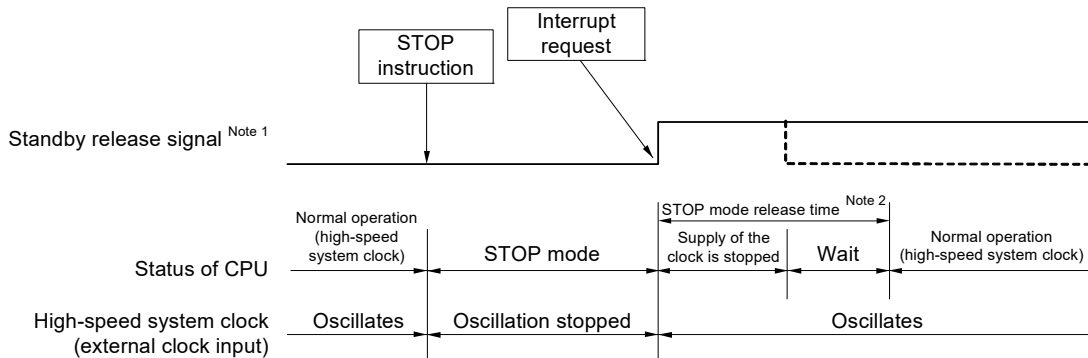 Interrupt
request
STOP
instruction
Standby release signal Note 1
STOP mode release time Note 2
Normal operation
(high-speed
system clock)
Supply of the
clock is stopped
Normal operation
(high-speed system clock)
Status of CPU
STOP mode
Wait
High-speed system clock
(external clock input)
Oscillates
Oscillation stopped
Oscillates